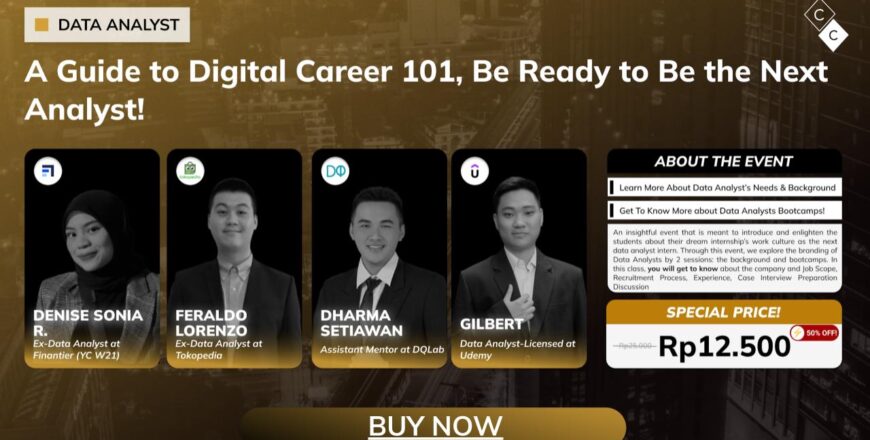 DATA ANALYST
C
C
A Guide to Digital Career 101, Be Ready to Be the Next
Analyst!
DENISE SONIA
R.
Ex-Data Analyst at
Finantier (YC W21)
tokopedia
FERALDO
LORENZO
Ex-Data Analyst at
Tokopedia
DQ
DHARMA
SETIAWAN
Assistant Mentor at DQLab
U
GILBERT
Data Analyst-Licensed at
Udemy
ABOUT THE EVENT
Learn More About Data Analyst's Needs & Background
Get To Know More about Data Analysts Bootcamps!
An insightful event that is meant to introduce and enlighten the
students about their dream internship's work culture as the next
data analyst intern. Through this event, we explore the branding of
Data Analysts by 2 sessions: the background and bootcamps. In
this class, you will get to know about the company and Job Scope,
Recruitment Process, Experience, Case Interview Preparation
Discussion
SPECIAL PRICE!
50% OFF!
Rp25.000
Rp12.500
BUY NOW